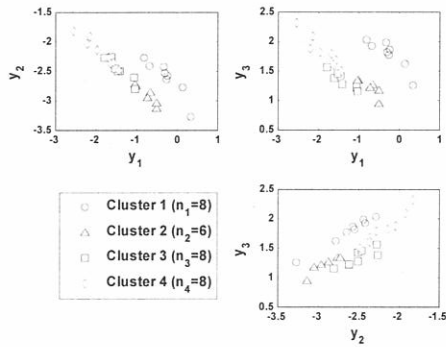 -1.5
-2.5
-3.5
y2
-3 -2 -1 0 1
y1
2.5
2
1.5
1
0.5
y3
-3 -2 -1 0 1
y1
Cluster 1 (n1=8)
Cluster 2 (n2=6)
Cluster 3 (n3=8)
Cluster 4 (n4=8)
2.5
2
1.5
1
0.5
y3
-3.5 -3 -2.5 -2 -1.5
y2